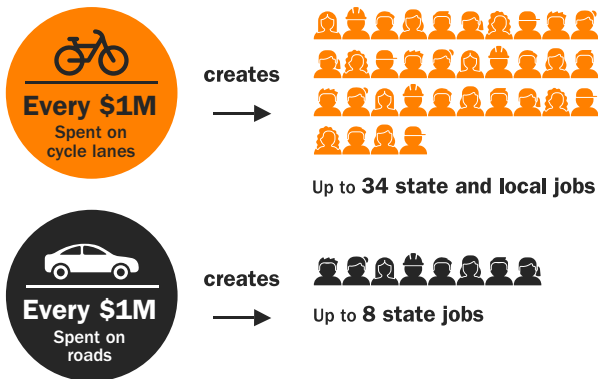 Every $1M
Spent on
cycle lanes
creates
Up to 34 state and local jobs
Every $1M
Spent on
roads
creates
Up to 8 state jobs